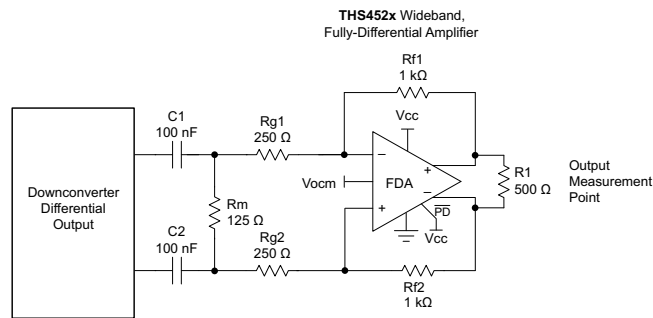 THS452x Wideband,
Fully-Differential Amplifier
Rf1
1 kΩ
C1
100 nF
Rg1
250 Ω
Vcc
Downconverter
Differential
Output
Rm
125 Ω
Vocm
−
+
FDA
+
−
R1
500 Ω
Output
Measurement
Point
PD
Vcc
C2
100 nF
Rg2
250 Ω
Rf2
1 kΩ